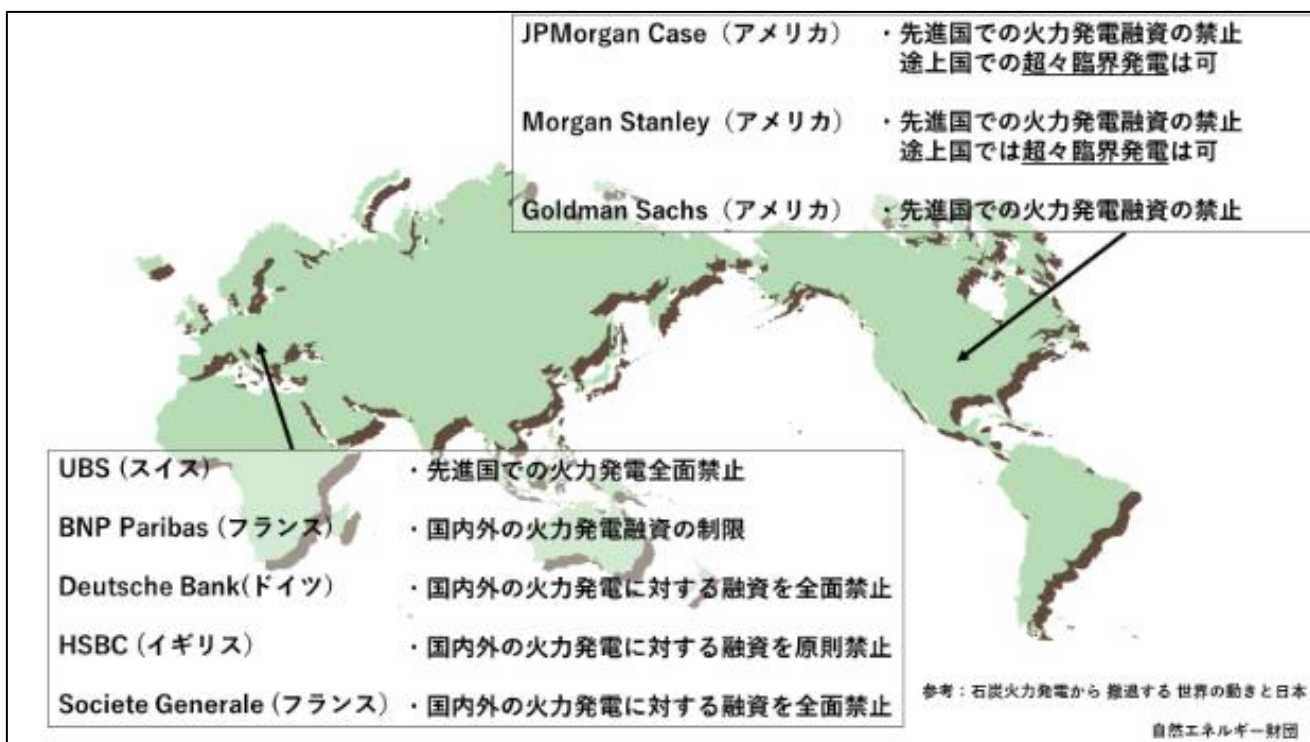 JPMorgan Case（アメリカ） ・先進国での火力発電融資の禁止
途上国での超々臨界発電は可
Morgan Stanley（アメリカ） ・先進国での火力発電融資の禁止
途上国では超々臨界発電は可
Goldman Sachs（アメリカ） ・先進国での火力発電融資の禁止
UBS (スイス) ・先進国での火力発電全面禁止
BNP Paribas (フランス) ・国内外の火力発電融資の制限
Deutsche Bank(ドイツ) ・国内外の火力発電に対する融資を全面禁止
HSBC (イギリス) ・国内外の火力発電に対する融資を原則禁止
Societe Generale (フランス) ・国内外の火力発電に対する融資を全面禁止
参考：石炭火力発電から 撤退する 世界の動きと日本
自然エネルギー財団